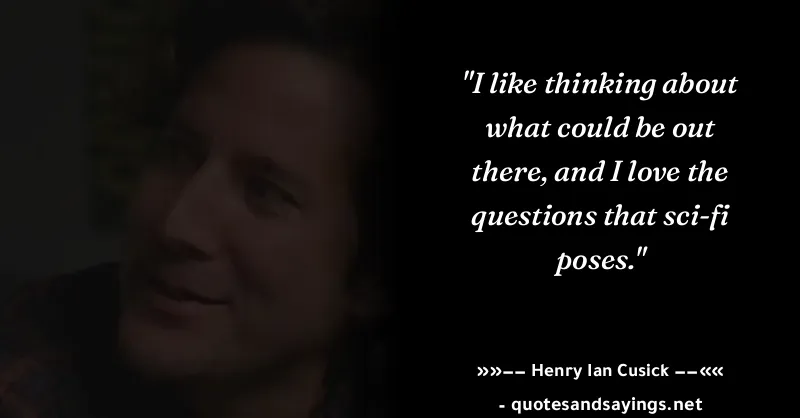 "I like thinking about
what could be out
there, and I love the
questions that sci-fi
poses."
»»−− Henry Ian Cusick −−««
- quotesandsayings.net